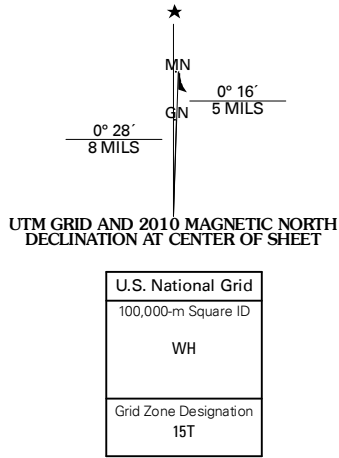 MN
0° 16´
5 MILS
GN
0° 28´
8 MILS
UTM GRID AND 2010 MAGNETIC NORTH
DECLINATION AT CENTER OF SHEET
U.S. National Grid
100,000-m Square ID
WH
Grid Zone Designation
15T